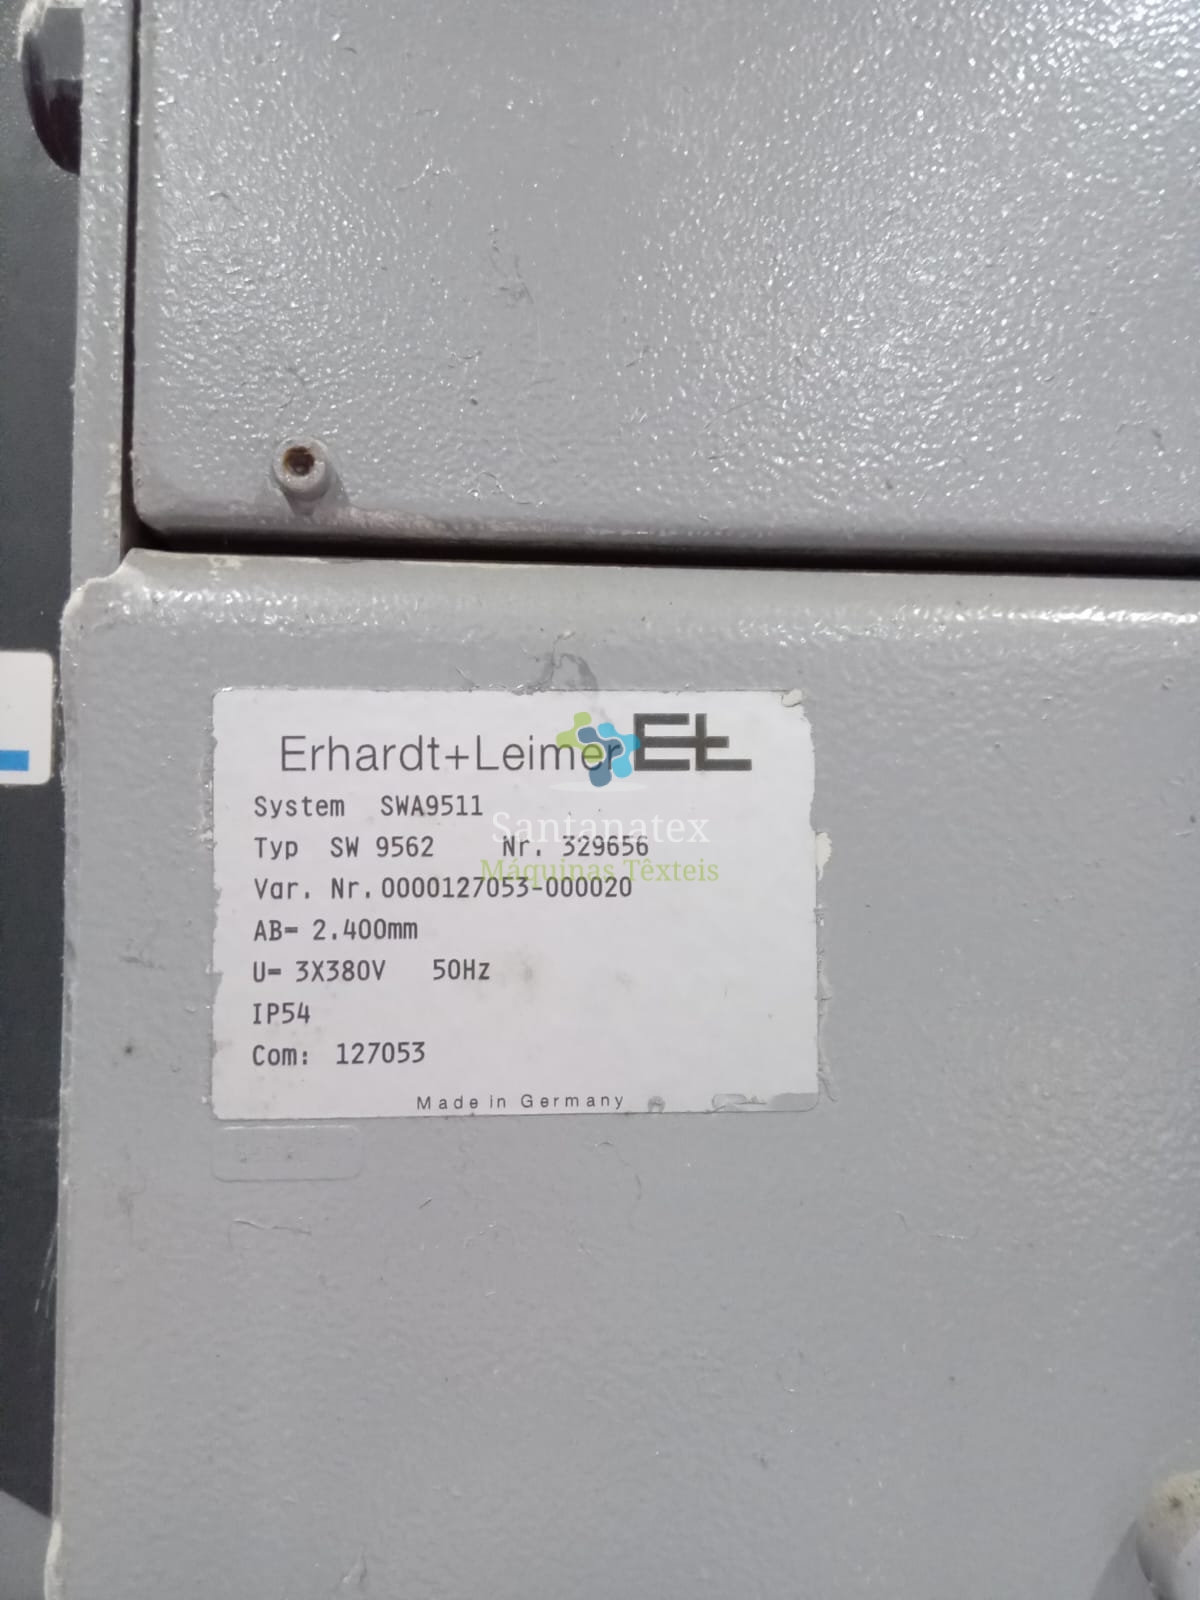 Erhardt+Leimer E+L
System SWA9511
Santanatex
Typ SW 9562 Nr. 329656
Máquinas Têxteis
Var. Nr. 0000127053-000020
AB= 2.400mm
U= 3X380V 50Hz
IP54
Com: 127053
Made in Germany